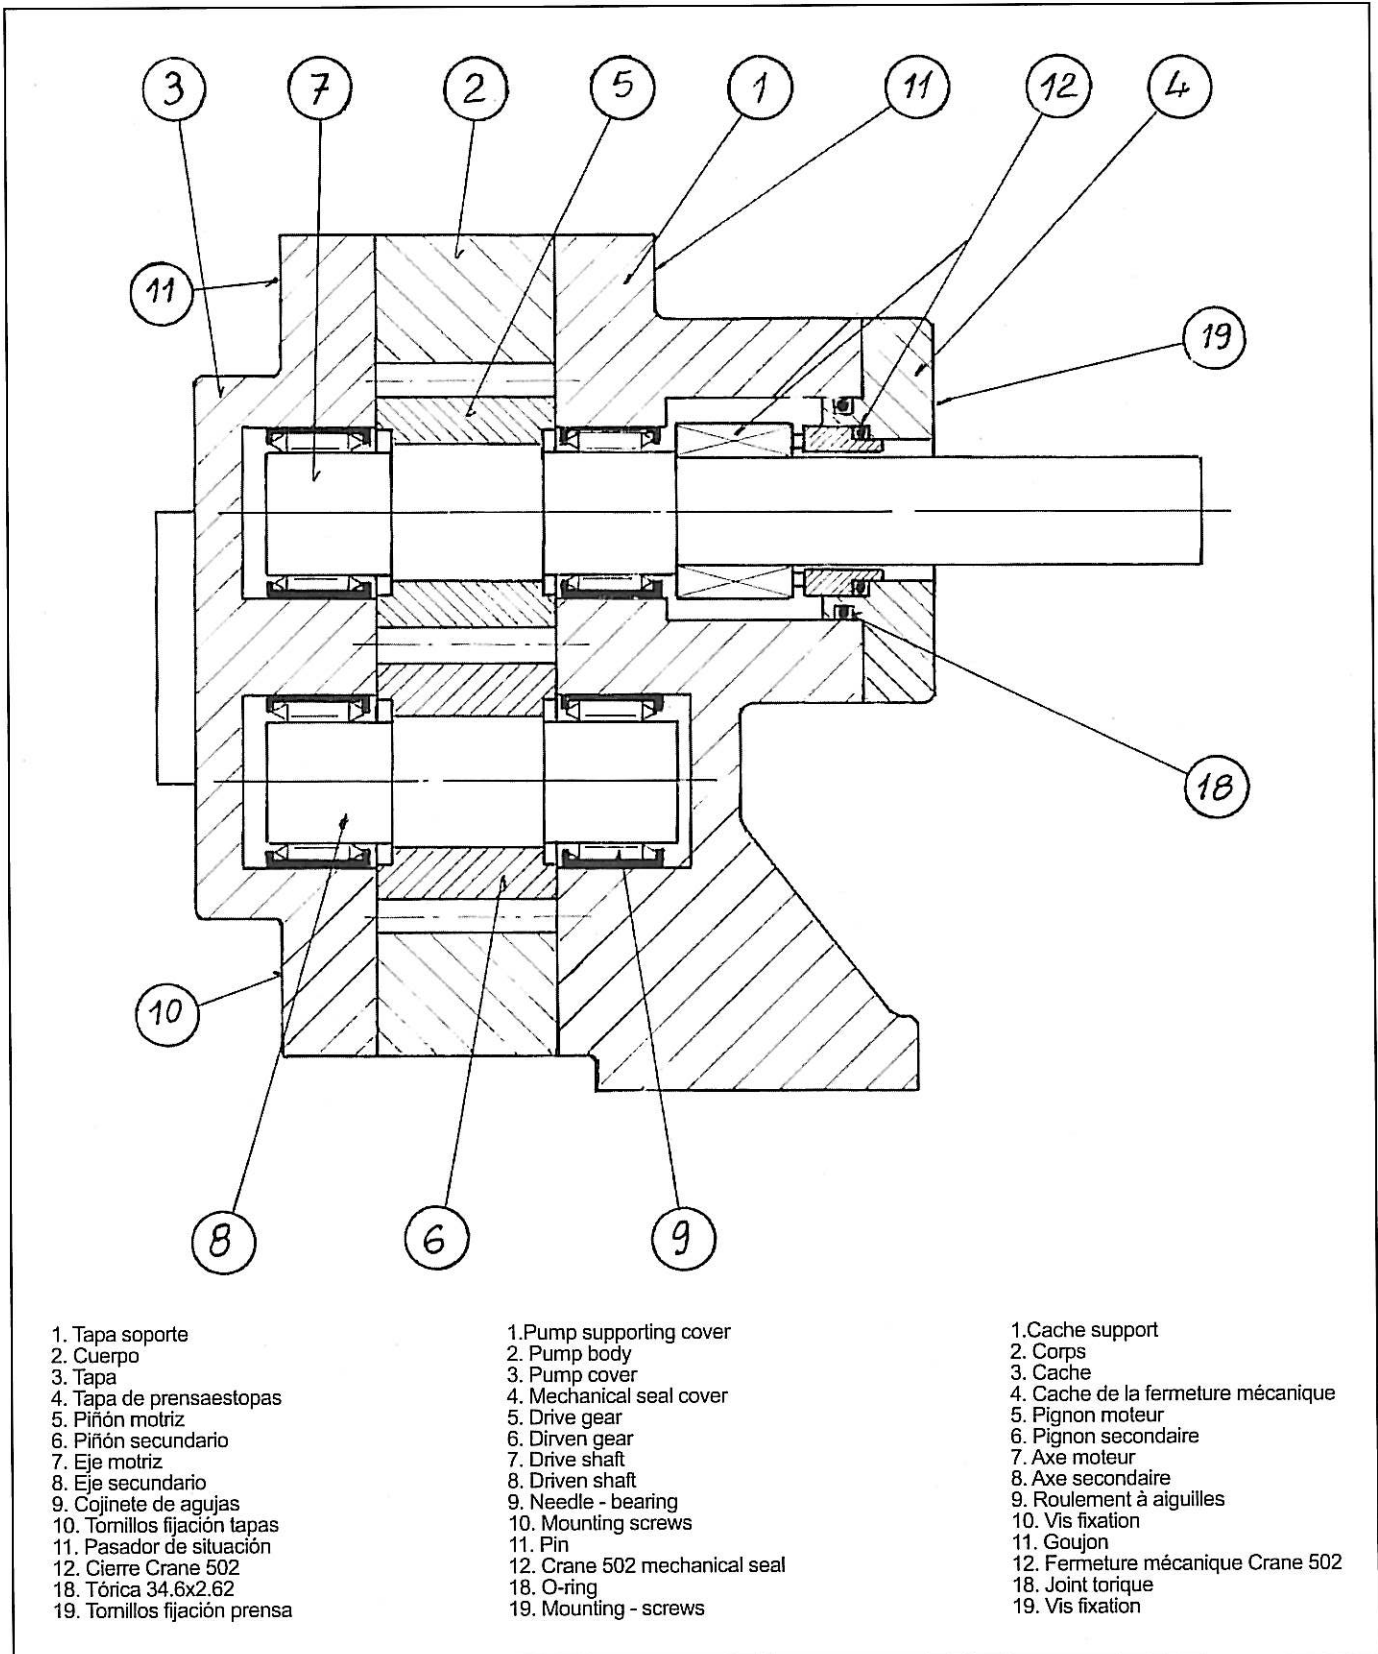 3 7 2 5 1 11 12 4
11
19
18
10
8 6 9
1. Tapa soporte
2. Cuerpo
3. Tapa
4. Tapa de prensaestopas
5. Piñón motriz
6. Piñón secundario
7. Eje motriz
8. Eje secundario
9. Cojinete de agujas
10. Tornillos fijación tapas
11. Pasador de situación
12. Cierre Crane 502
18. Tórica 34.6x2.62
19. Tornillos fijación prensa
1.Pump supporting cover
2. Pump body
3. Pump cover
4. Mechanical seal cover
5. Drive gear
6. Dirven gear
7. Drive shaft
8. Driven shaft
9. Needle - bearing
10. Mounting screws
11. Pin
12. Crane 502 mechanical seal
18. O-ring
19. Mounting - screws
1.Cache support
2. Corps
3. Cache
4. Cache de la fermeture mécanique
5. Pignon moteur
6. Pignon secondaire
7. Axe moteur
8. Axe secondaire
9. Roulement à aiguilles
10. Vis fixation
11. Goujon
12. Fermeture mécanique Crane 502
18. Joint torique
19. Vis fixation